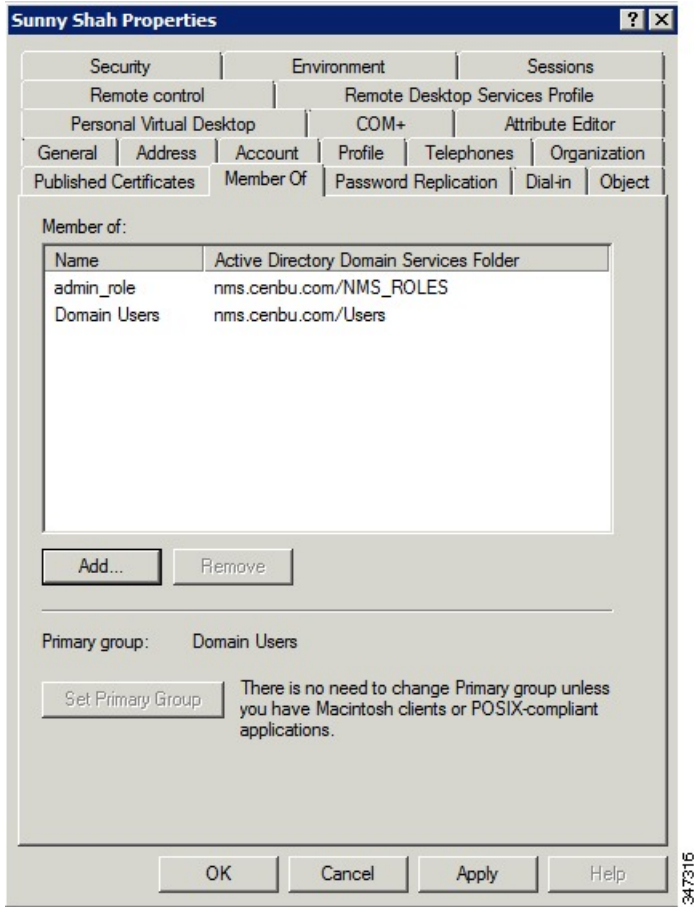 Sunny Shah Properties
Security Environment Sessions
Remote control Remote Desktop Services Profile
Personal Virtual Desktop COM+ Attribute Editor
General Address Account Profile Telephones Organization
Published Certificates Member Of Password Replication Dial-in Object
Member of:
Name Active Directory Domain Services Folder
admin_role nms.cenbu.com/NMS_ROLES
Domain Users nms.cenbu.com/Users
Add... Remove
Primary group: Domain Users
Set Primary Group There is no need to change Primary group unless
you have Macintosh clients or POSIX-compliant
applications.
OK Cancel Apply Help
347316